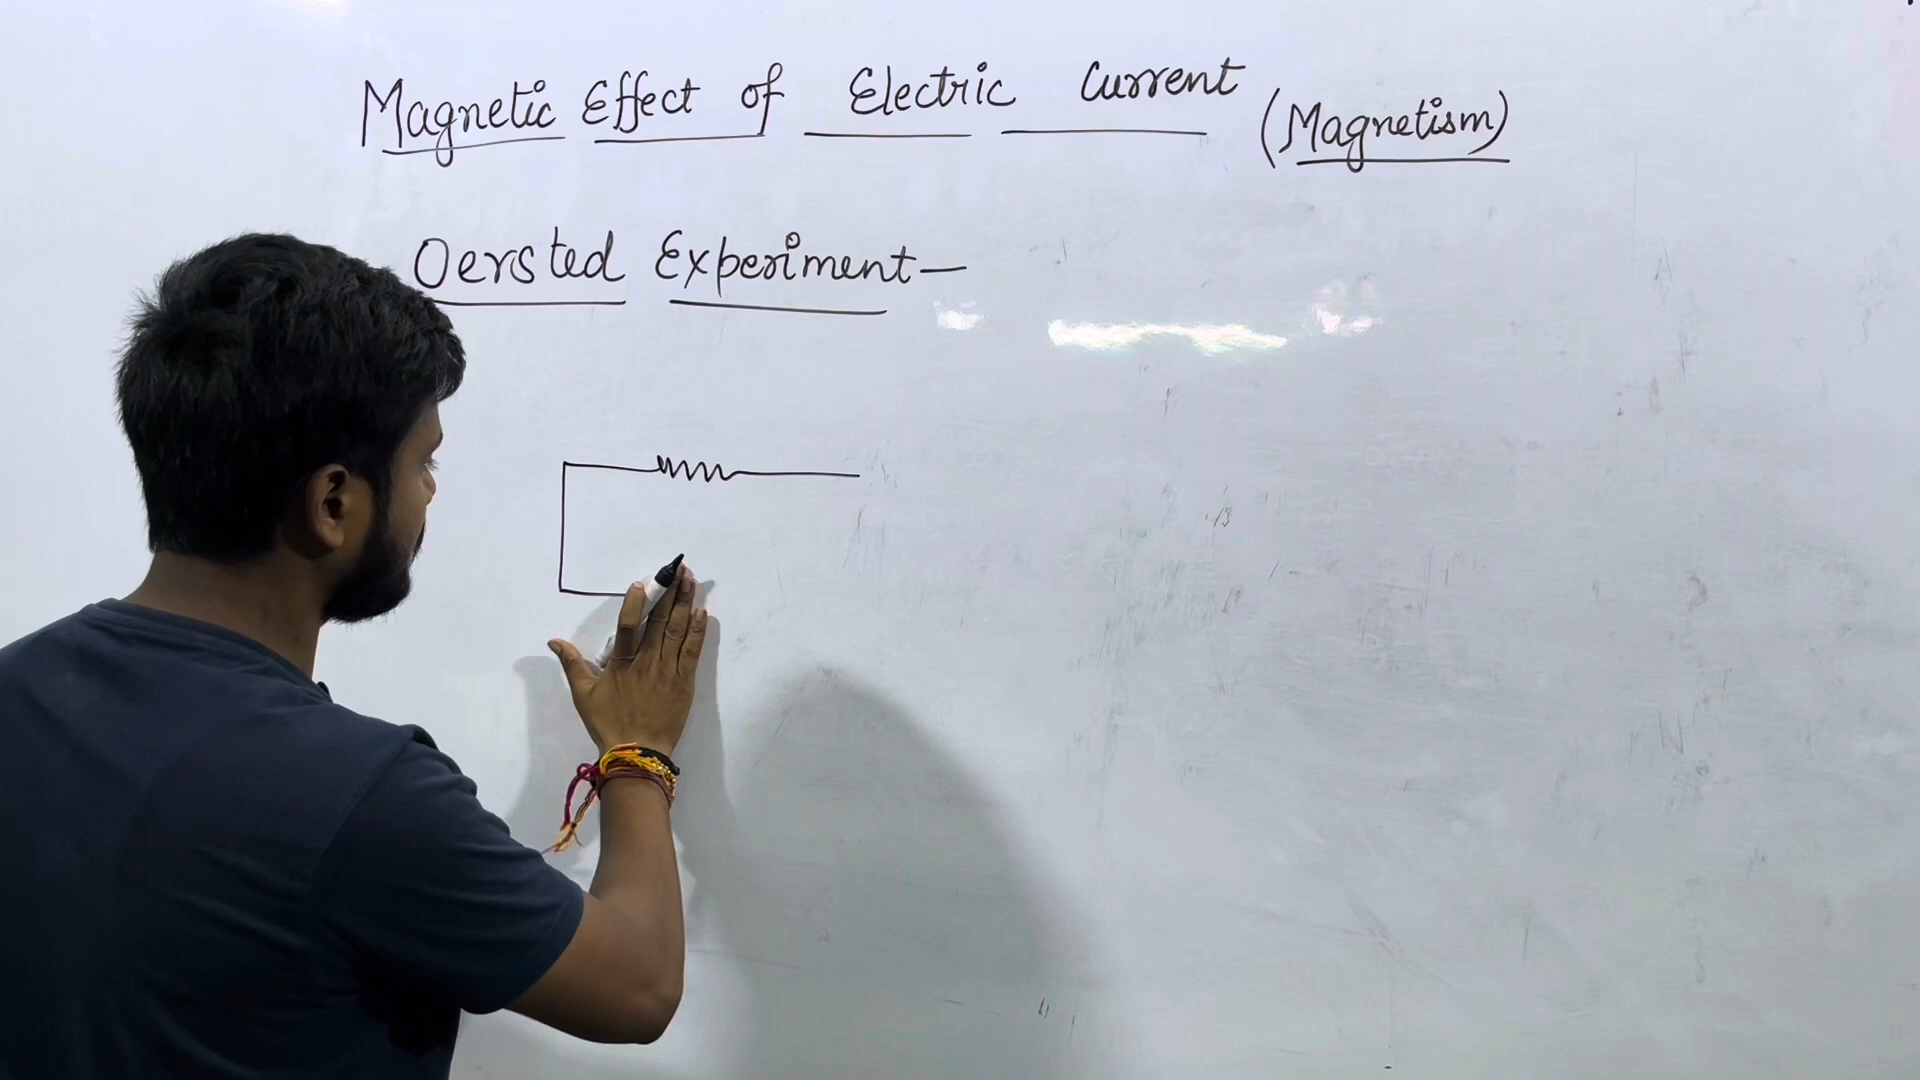 Magnetic Effect of Electric Current (Magnetism)
Oersted Experiment—